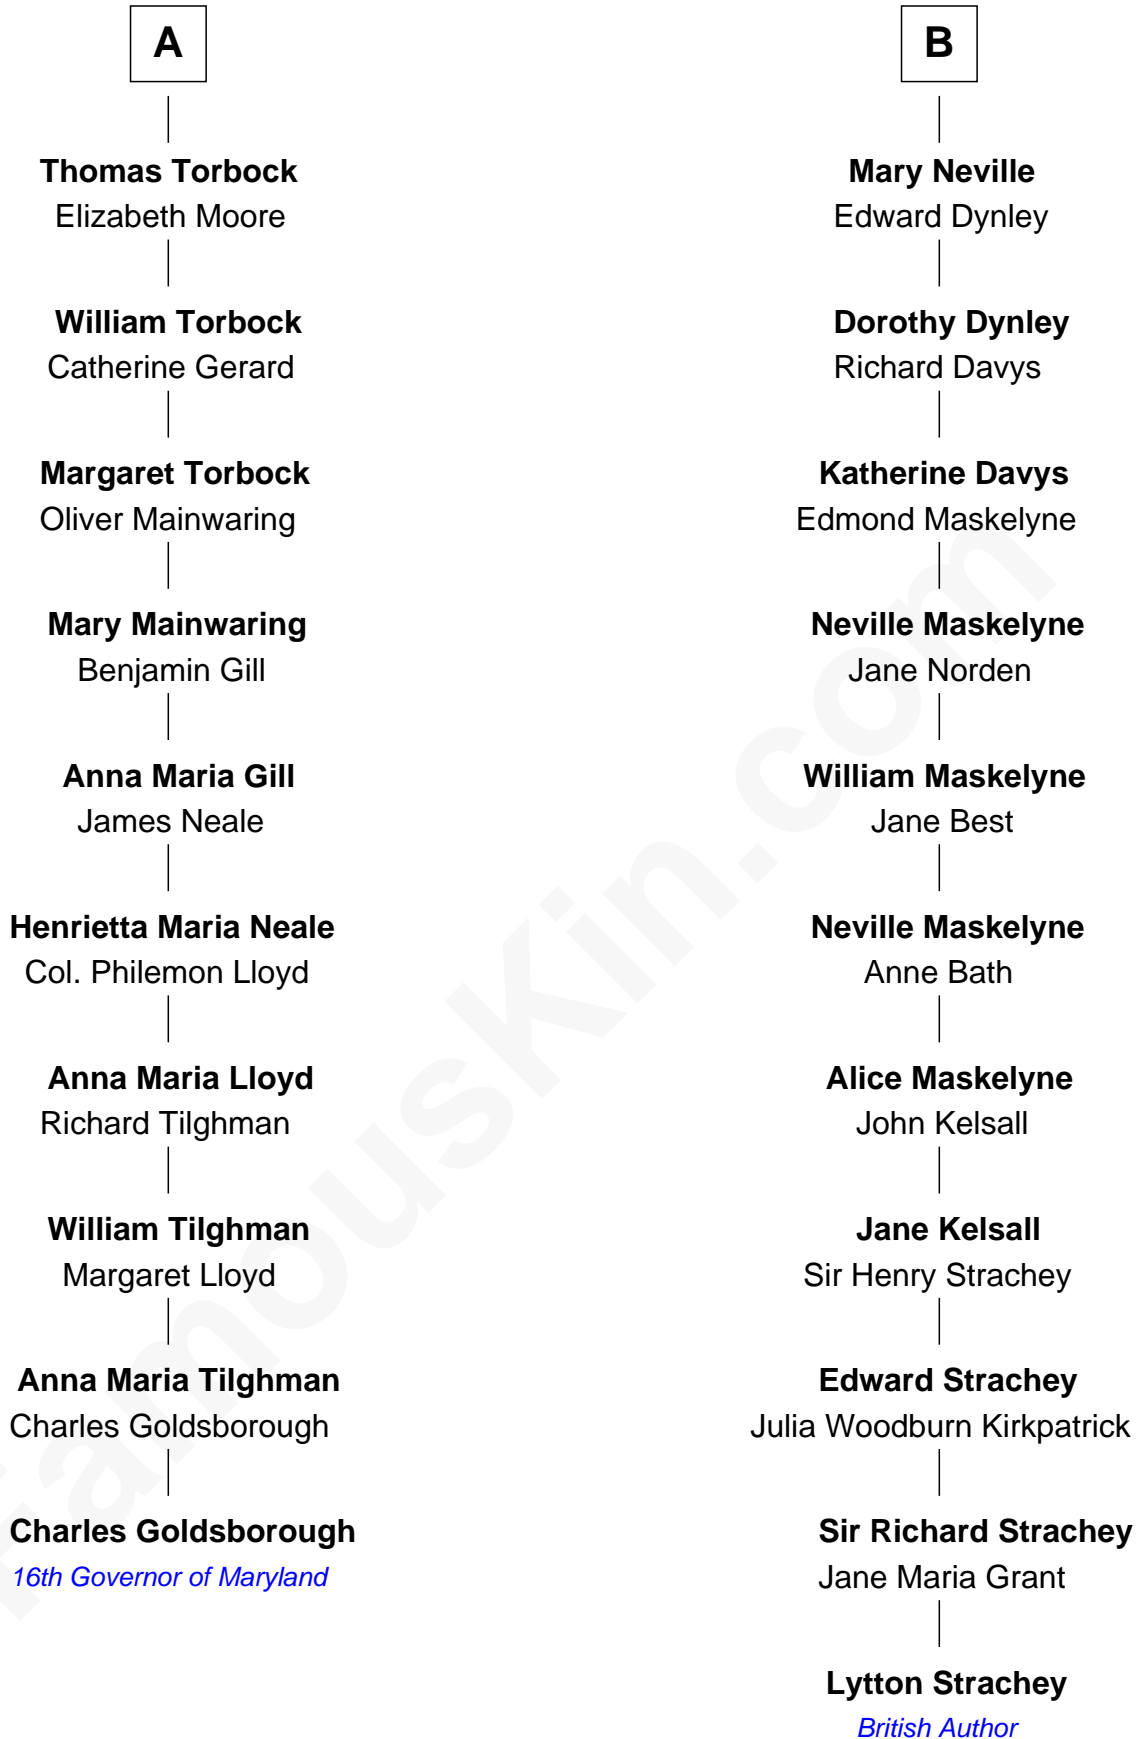 A
Thomas Torbock
Elizabeth Moore
William Torbock
Catherine Gerard
Margaret Torbock
Oliver Mainwaring
Mary Mainwaring
Benjamin Gill
Anna Maria Gill
James Neale
Henrietta Maria Neale
Col. Philemon Lloyd
Anna Maria Lloyd
Richard Tilghman
William Tilghman
Margaret Lloyd
Anna Maria Tilghman
Charles Goldsborough
Charles Goldsborough
16th Governor of Maryland
B
Mary Neville
Edward Dynley
Dorothy Dynley
Richard Davys
Katherine Davys
Edmond Maskelyne
Neville Maskelyne
Jane Norden
William Maskelyne
Jane Best
Neville Maskelyne
Anne Bath
Alice Maskelyne
John Kelsall
Jane Kelsall
Sir Henry Strachey
Edward Strachey
Julia Woodburn Kirkpatrick
Sir Richard Strachey
Jane Maria Grant
Lytton Strachey
British Author
FamousKin.com